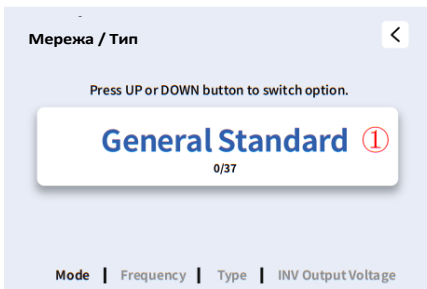 Мережа / Тип
<
Press UP or DOWN button to switch option.
General Standard ①
0/37
Mode | Frequency | Type | INV Output Voltage